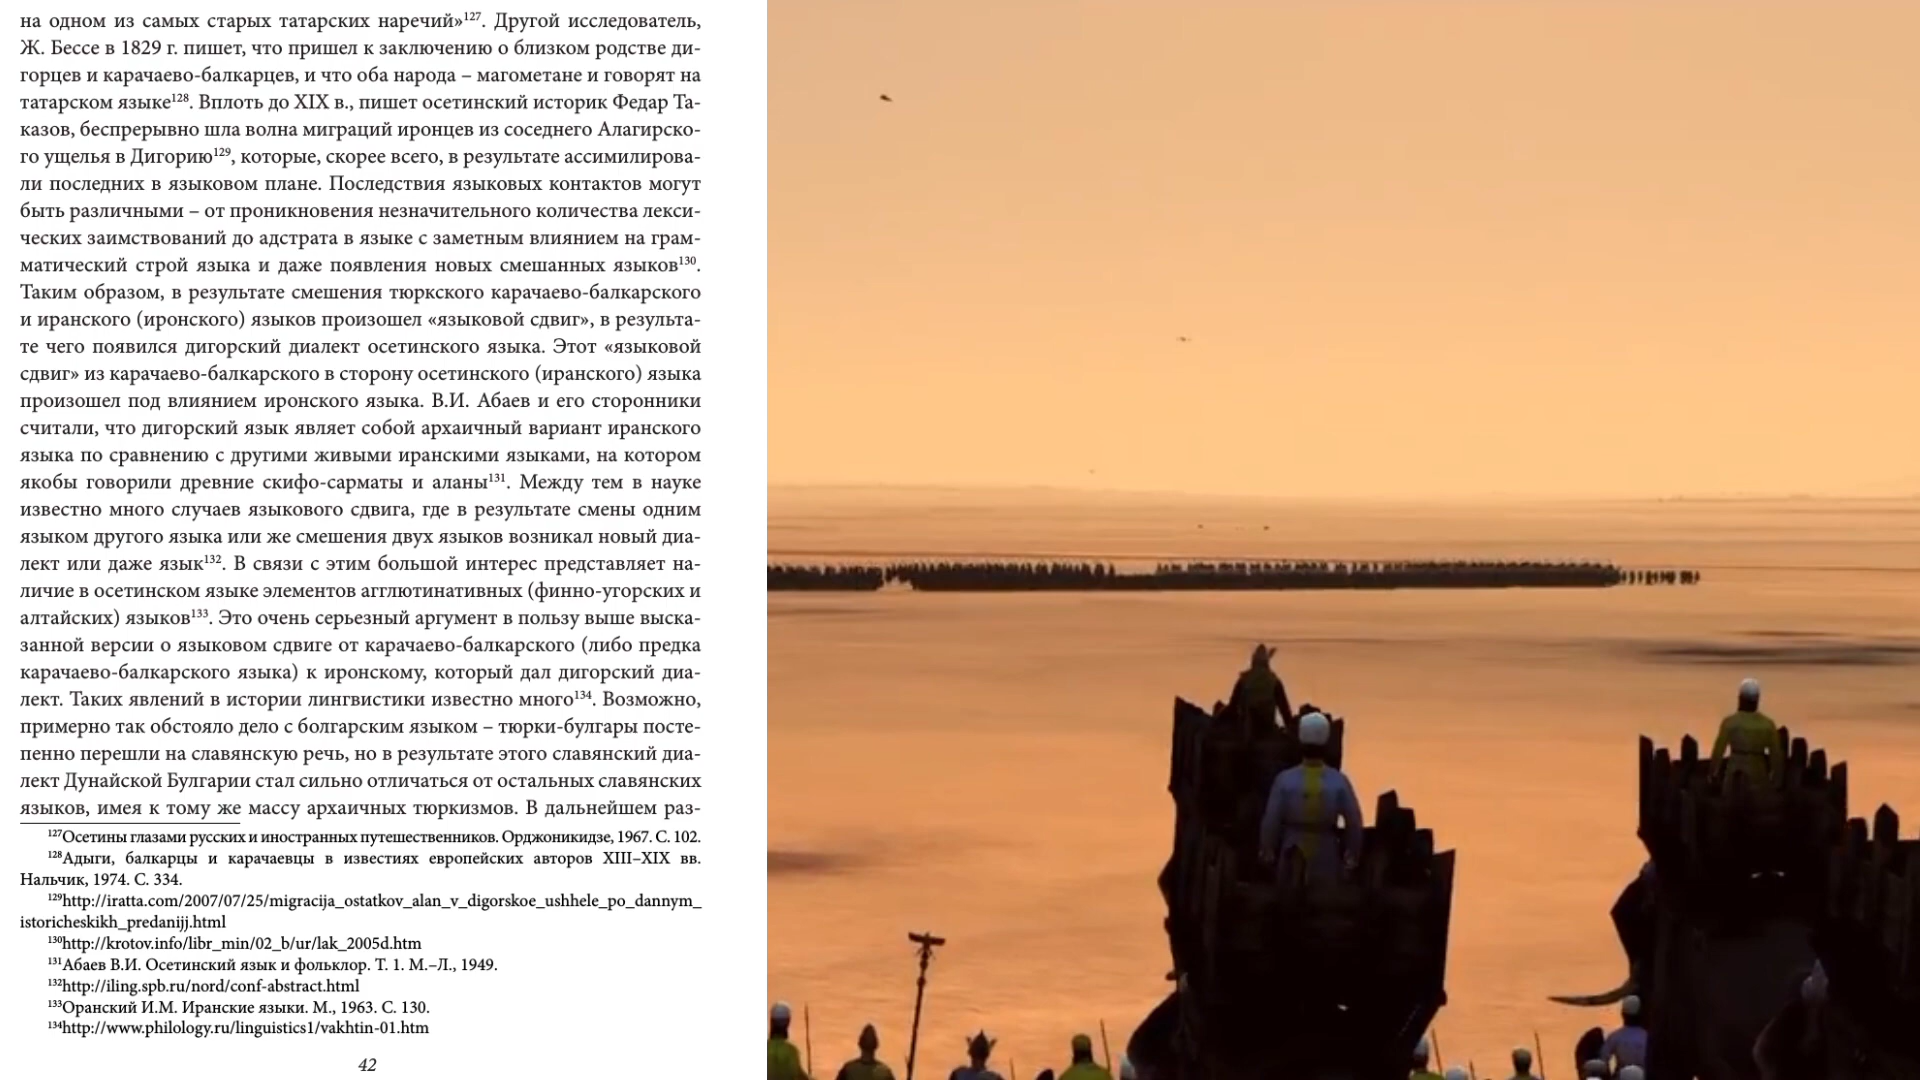 на одном из самых старых татарских наречий»¹²⁷. Другой исследователь,
Ж. Бессе в 1829 г. пишет, что пришел к заключению о близком родстве ди-
горцев и карачаево-балкарцев, и что оба народа – магометане и говорят на
татарском языке¹²⁸. Вплоть до XIX в., пишет осетинский историк Федар Та-
казов, беспрерывно шла волна миграций иронцев из соседнего Алагирско-
го ущелья в Дигорию¹²⁹, которые, скорее всего, в результате ассимилирова-
ли последних в языковом плане. Последствия языковых контактов могут
быть различными – от проникновения незначительного количества лекси-
ческих заимствований до адстрата в языке с заметным влиянием на грам-
матический строй языка и даже появления новых смешанных языков¹³⁰.
Таким образом, в результате смешения тюркского карачаево-балкарского
и иранского (иронского) языков произошел «языковой сдвиг», в результа-
те чего появился дигорский диалект осетинского языка. Этот «языковой
сдвиг» из карачаево-балкарского в сторону осетинского (иранского) языка
произошел под влиянием иронского языка. В.И. Абаев и его сторонники
считали, что дигорский язык являет собой архаичный вариант иранского
языка по сравнению с другими живыми иранскими языками, на котором
якобы говорили древние скифо-сарматы и аланы¹³¹. Между тем в науке
известно много случаев языкового сдвига, где в результате смены одним
языком другого языка или же смешения двух языков возникал новый диа-
лект или даже язык¹³². В связи с этим большой интерес представляет на-
личие в осетинском языке элементов агглютинативных (финно-угорских и
алтайских) языков¹³³. Это очень серьезный аргумент в пользу выше выска-
занной версии о языковом сдвиге от карачаево-балкарского (либо предка
карачаево-балкарского языка) к иронскому, который дал дигорский диа-
лект. Таких явлений в истории лингвистики известно много¹³⁴. Возможно,
примерно так обстояло дело с болгарским языком – тюрки-булгары посте-
пенно перешли на славянскую речь, но в результате этого славянский диа-
лект Дунайской Булгарии стал сильно отличаться от остальных славянских
языков, имея к тому же массу архаичных тюркизмов. В дальнейшем раз-
¹²⁷Осетины глазами русских и иностранных путешественников. Орджоникидзе, 1967. С. 102.
¹²⁸Адыги, балкарцы и карачаевцы в известиях европейских авторов XIII–XIX вв.
Нальчик, 1974. С. 334.
¹²⁹http://iratta.com/2007/07/25/migracija_ostatkov_alan_v_digorskoe_ushhele_po_dannym_
istoricheskikh_predanijj.html
¹³⁰http://krotov.info/libr_min/02_b/ur/lak_2005d.htm
¹³¹Абаев В.И. Осетинский язык и фольклор. Т. 1. М.–Л., 1949.
¹³²http://iling.spb.ru/nord/conf-abstract.html
¹³³Оранский И.М. Иранские языки. М., 1963. С. 130.
¹³⁴http://www.philology.ru/linguistics1/vakhtin-01.htm
42